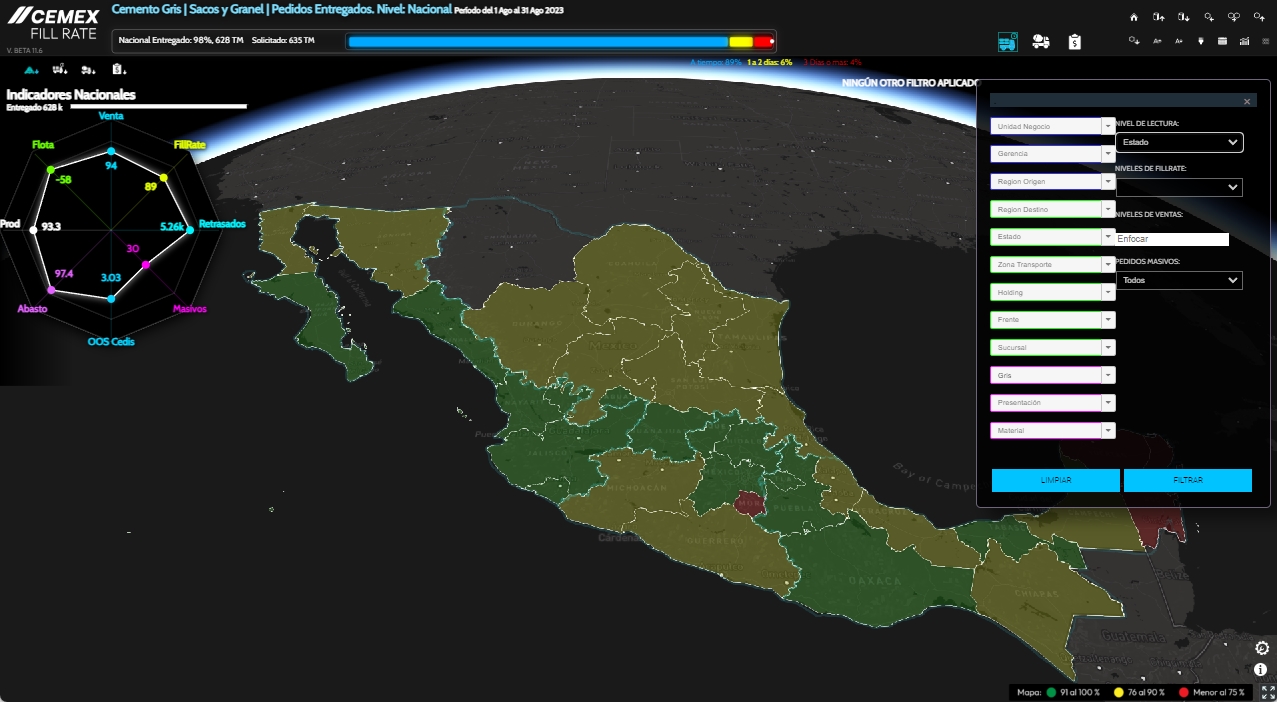 CEMEX
FILL RATE
V. BETA 11.6
Cemento Gris | Sacos y Granel | Pedidos Entregados. Nivel: Nacional Periodo del 1 Ago al 31 Ago 2023
Nacional Entregado: 98%, 628 TM Solicitado: 635 TM
A tiempo: 89% 1 a 2 días: 6% 3 Días o mas: 4%
NINGÚN OTRO FILTRO APLICADO
Indicadores Nacionales
Entregado 628 k
Venta
94
FillRate
89
Retrasados
5.26k
Masivos
30
OOS Cedis
3.03
Abasto
97.4
Prod
93.3
Flota
-58
Unidad Negocio
Gerencia
Region Origen
Region Destino
Estado
Zona Transporte
Holding
Frente
Sucursal
Gris
Presentación
Material
NIVEL DE LECTURA:
Estado
NIVELES DE FILLRATE:
NIVELES DE VENTAS:
Enfocar
PEDIDOS MASIVOS:
Todos
LIMPIAR
FILTRAR
COAHUILA
DURANGO
México
TAMAULIPAS
JALISCO
MICHOACÁN
GUERRERO
PUEBLA
OAXACA
CHIAPAS
Bay of Campe
Guatemala
Mapa: 91 al 100 % 76 al 90 % Menor al 75 %